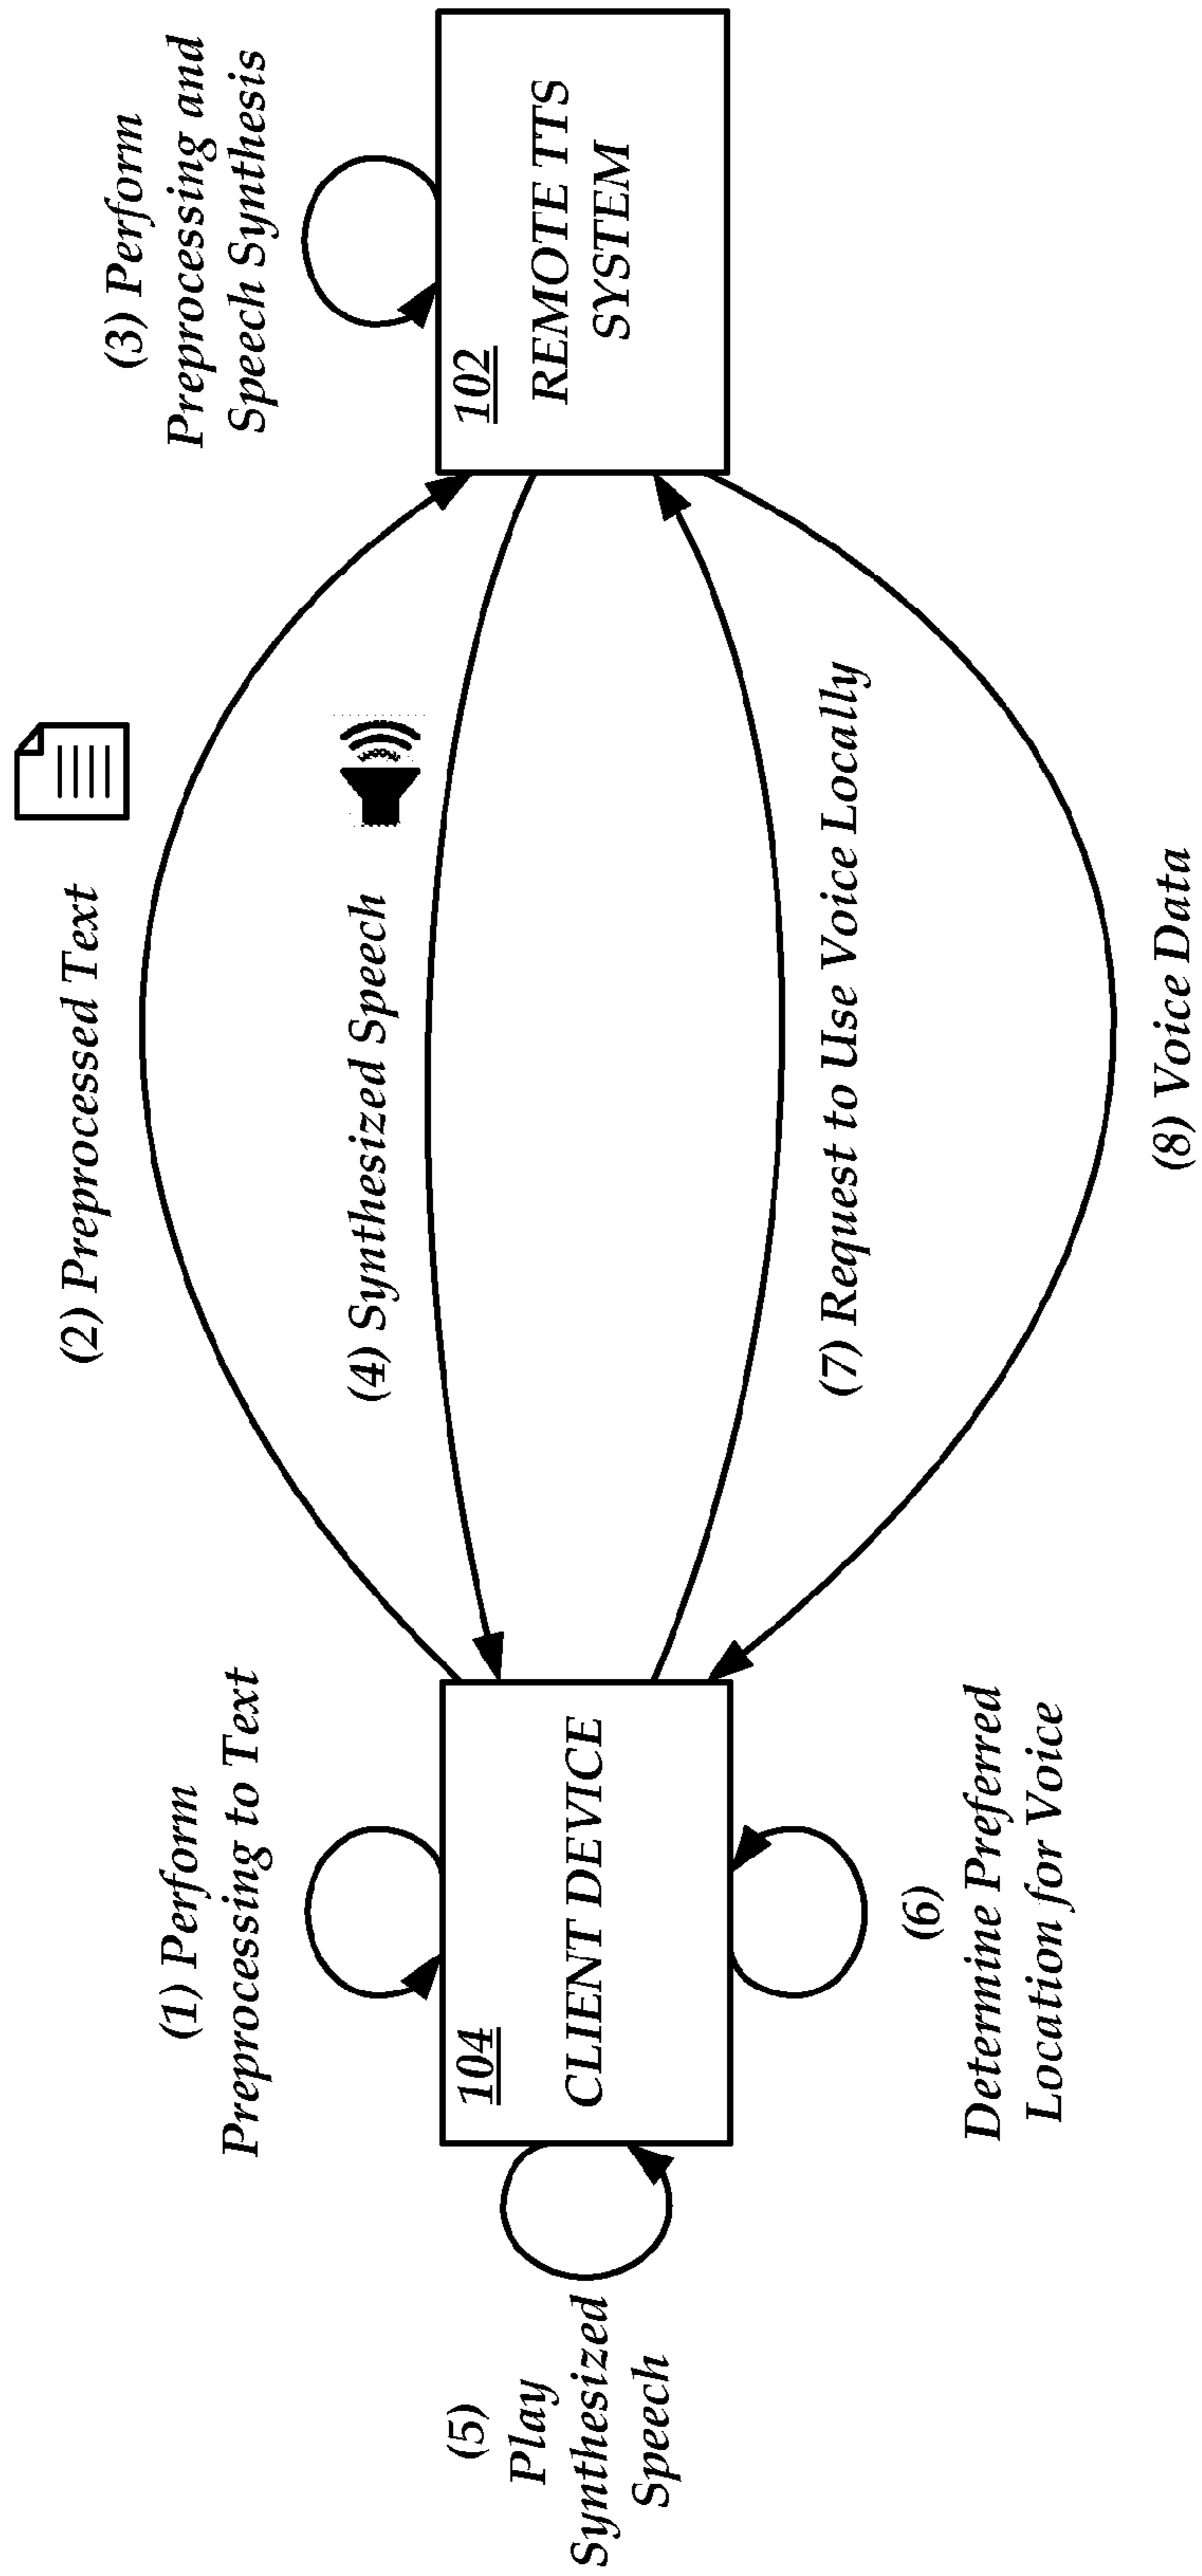 (1) Perform
Preprocessing to Text
(2) Preprocessed Text
(3) Perform
Preprocessing and
Speech Synthesis
(4) Synthesized Speech
104
CLIENT DEVICE
102
REMOTE TTS
SYSTEM
(5)
Play
Synthesized
Speech
(6)
Determine Preferred
Location for Voice
(7) Request to Use Voice Locally
(8) Voice Data